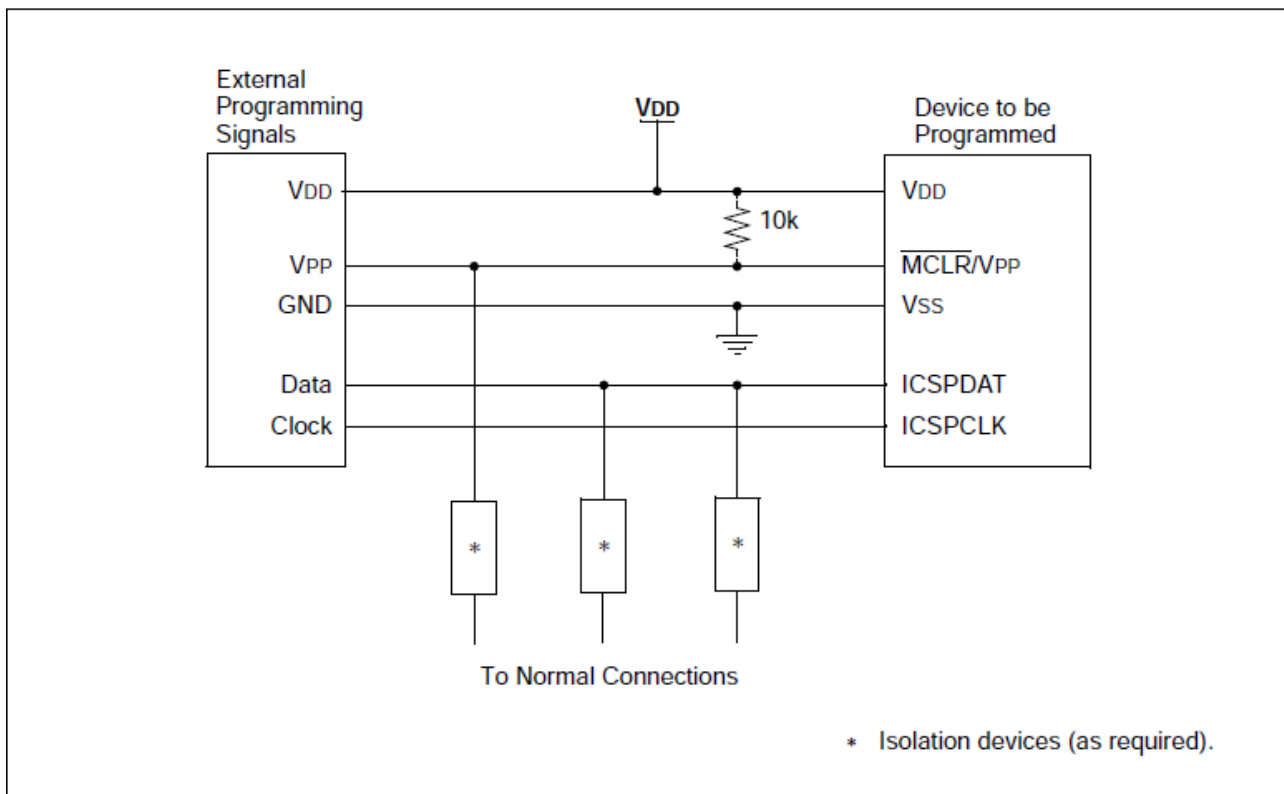 External
Programming
Signals
VDD
Device to be
Programmed
VDD
VDD
10k
VPP
MCLR/VPP
GND
VSS
Data
ICSPDAT
Clock
ICSPCLK
*
*
*
To Normal Connections
* Isolation devices (as required).